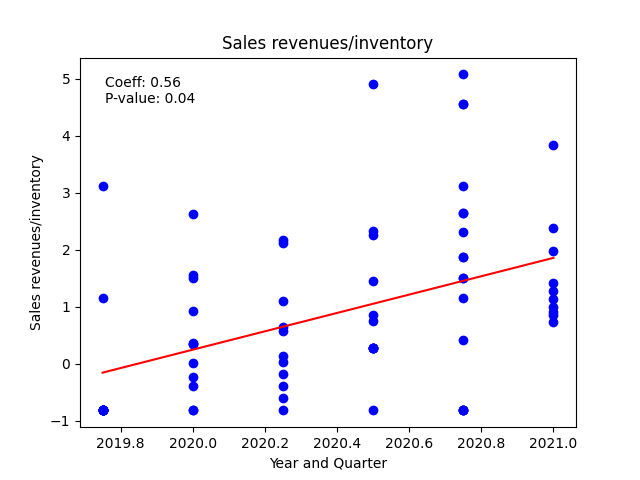 Sales revenues/inventory
Coeff: 0.56
P-value: 0.04
Sales revenues/inventory
5
4
3
2
1
0
−1
2019.8 2020.0 2020.2 2020.4 2020.6 2020.8 2021.0
Year and Quarter